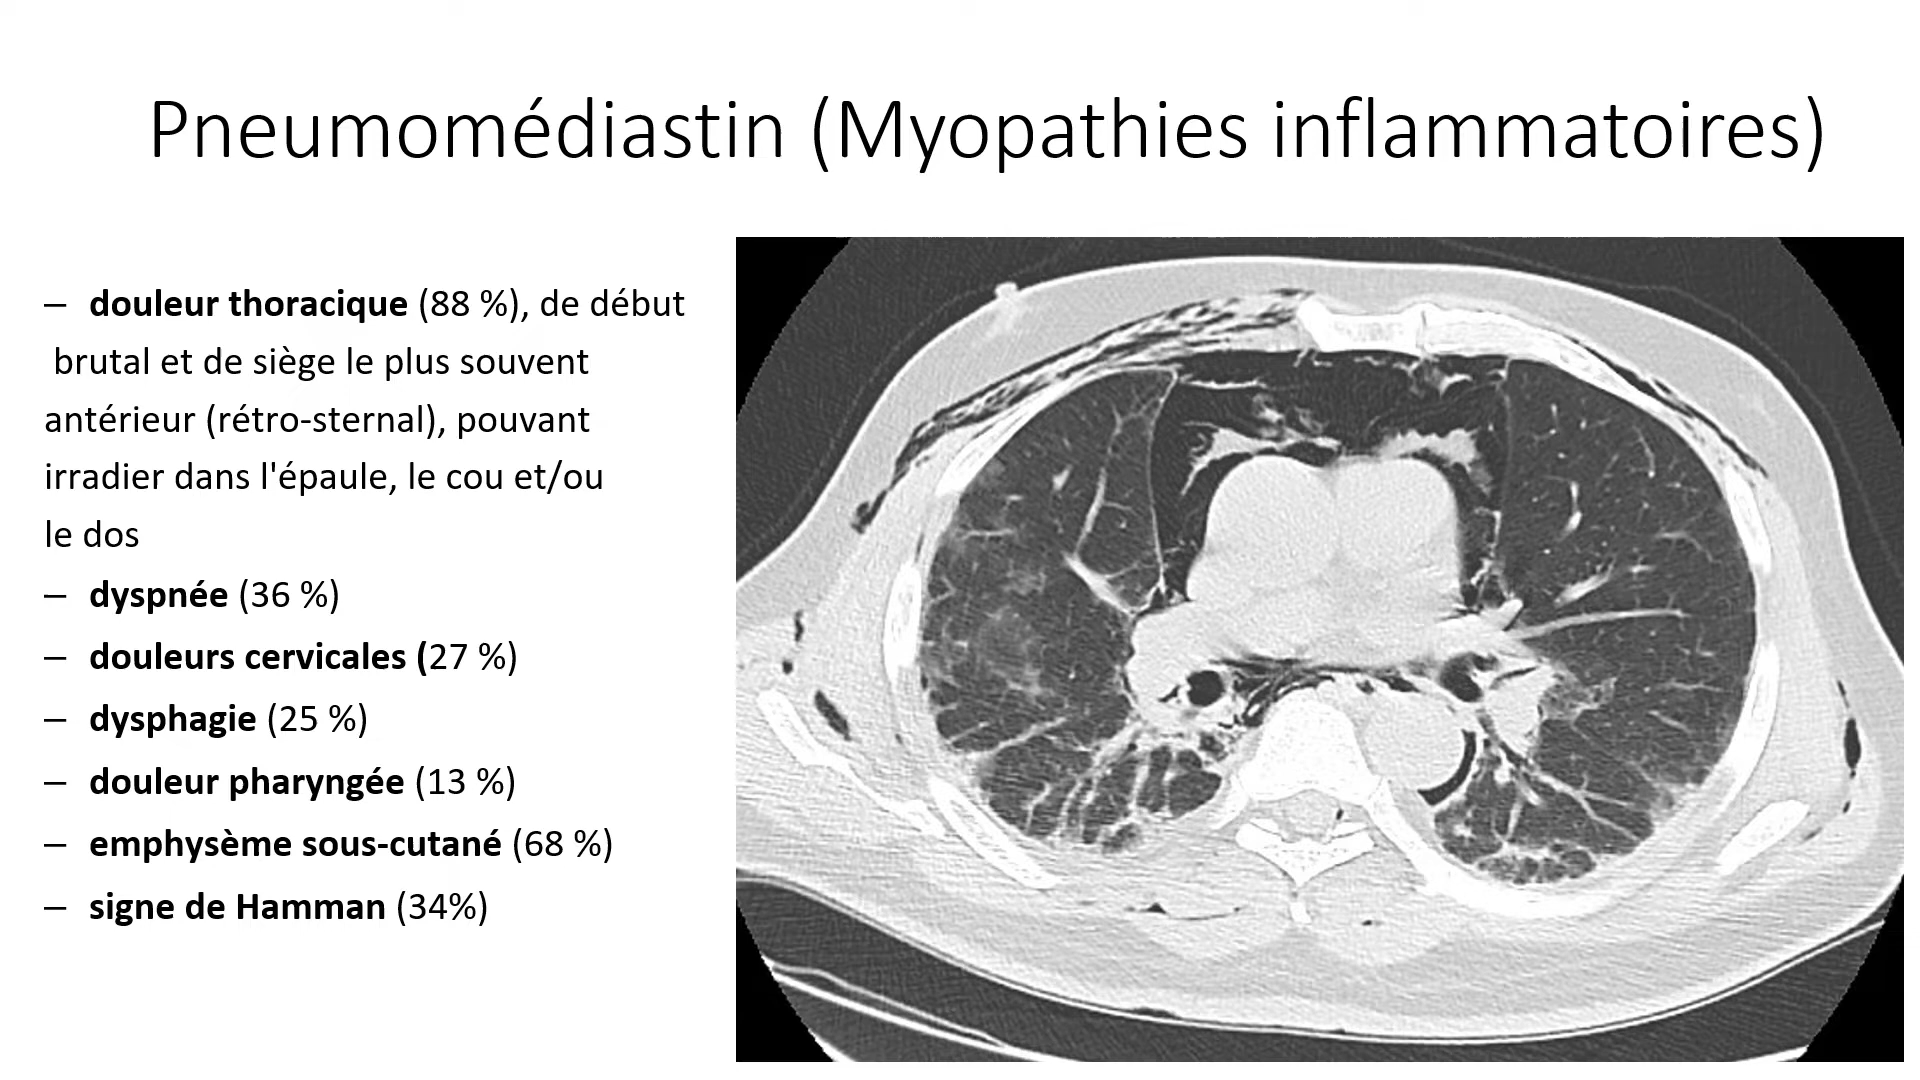 Pneumomédiastin (Myopathies inflammatoires)
– douleur thoracique (88 %), de début
brutal et de siège le plus souvent
antérieur (rétro-sternal), pouvant
irradier dans l'épaule, le cou et/ou
le dos
– dyspnée (36 %)
– douleurs cervicales (27 %)
– dysphagie (25 %)
– douleur pharyngée (13 %)
– emphysème sous-cutané (68 %)
– signe de Hamman (34%)